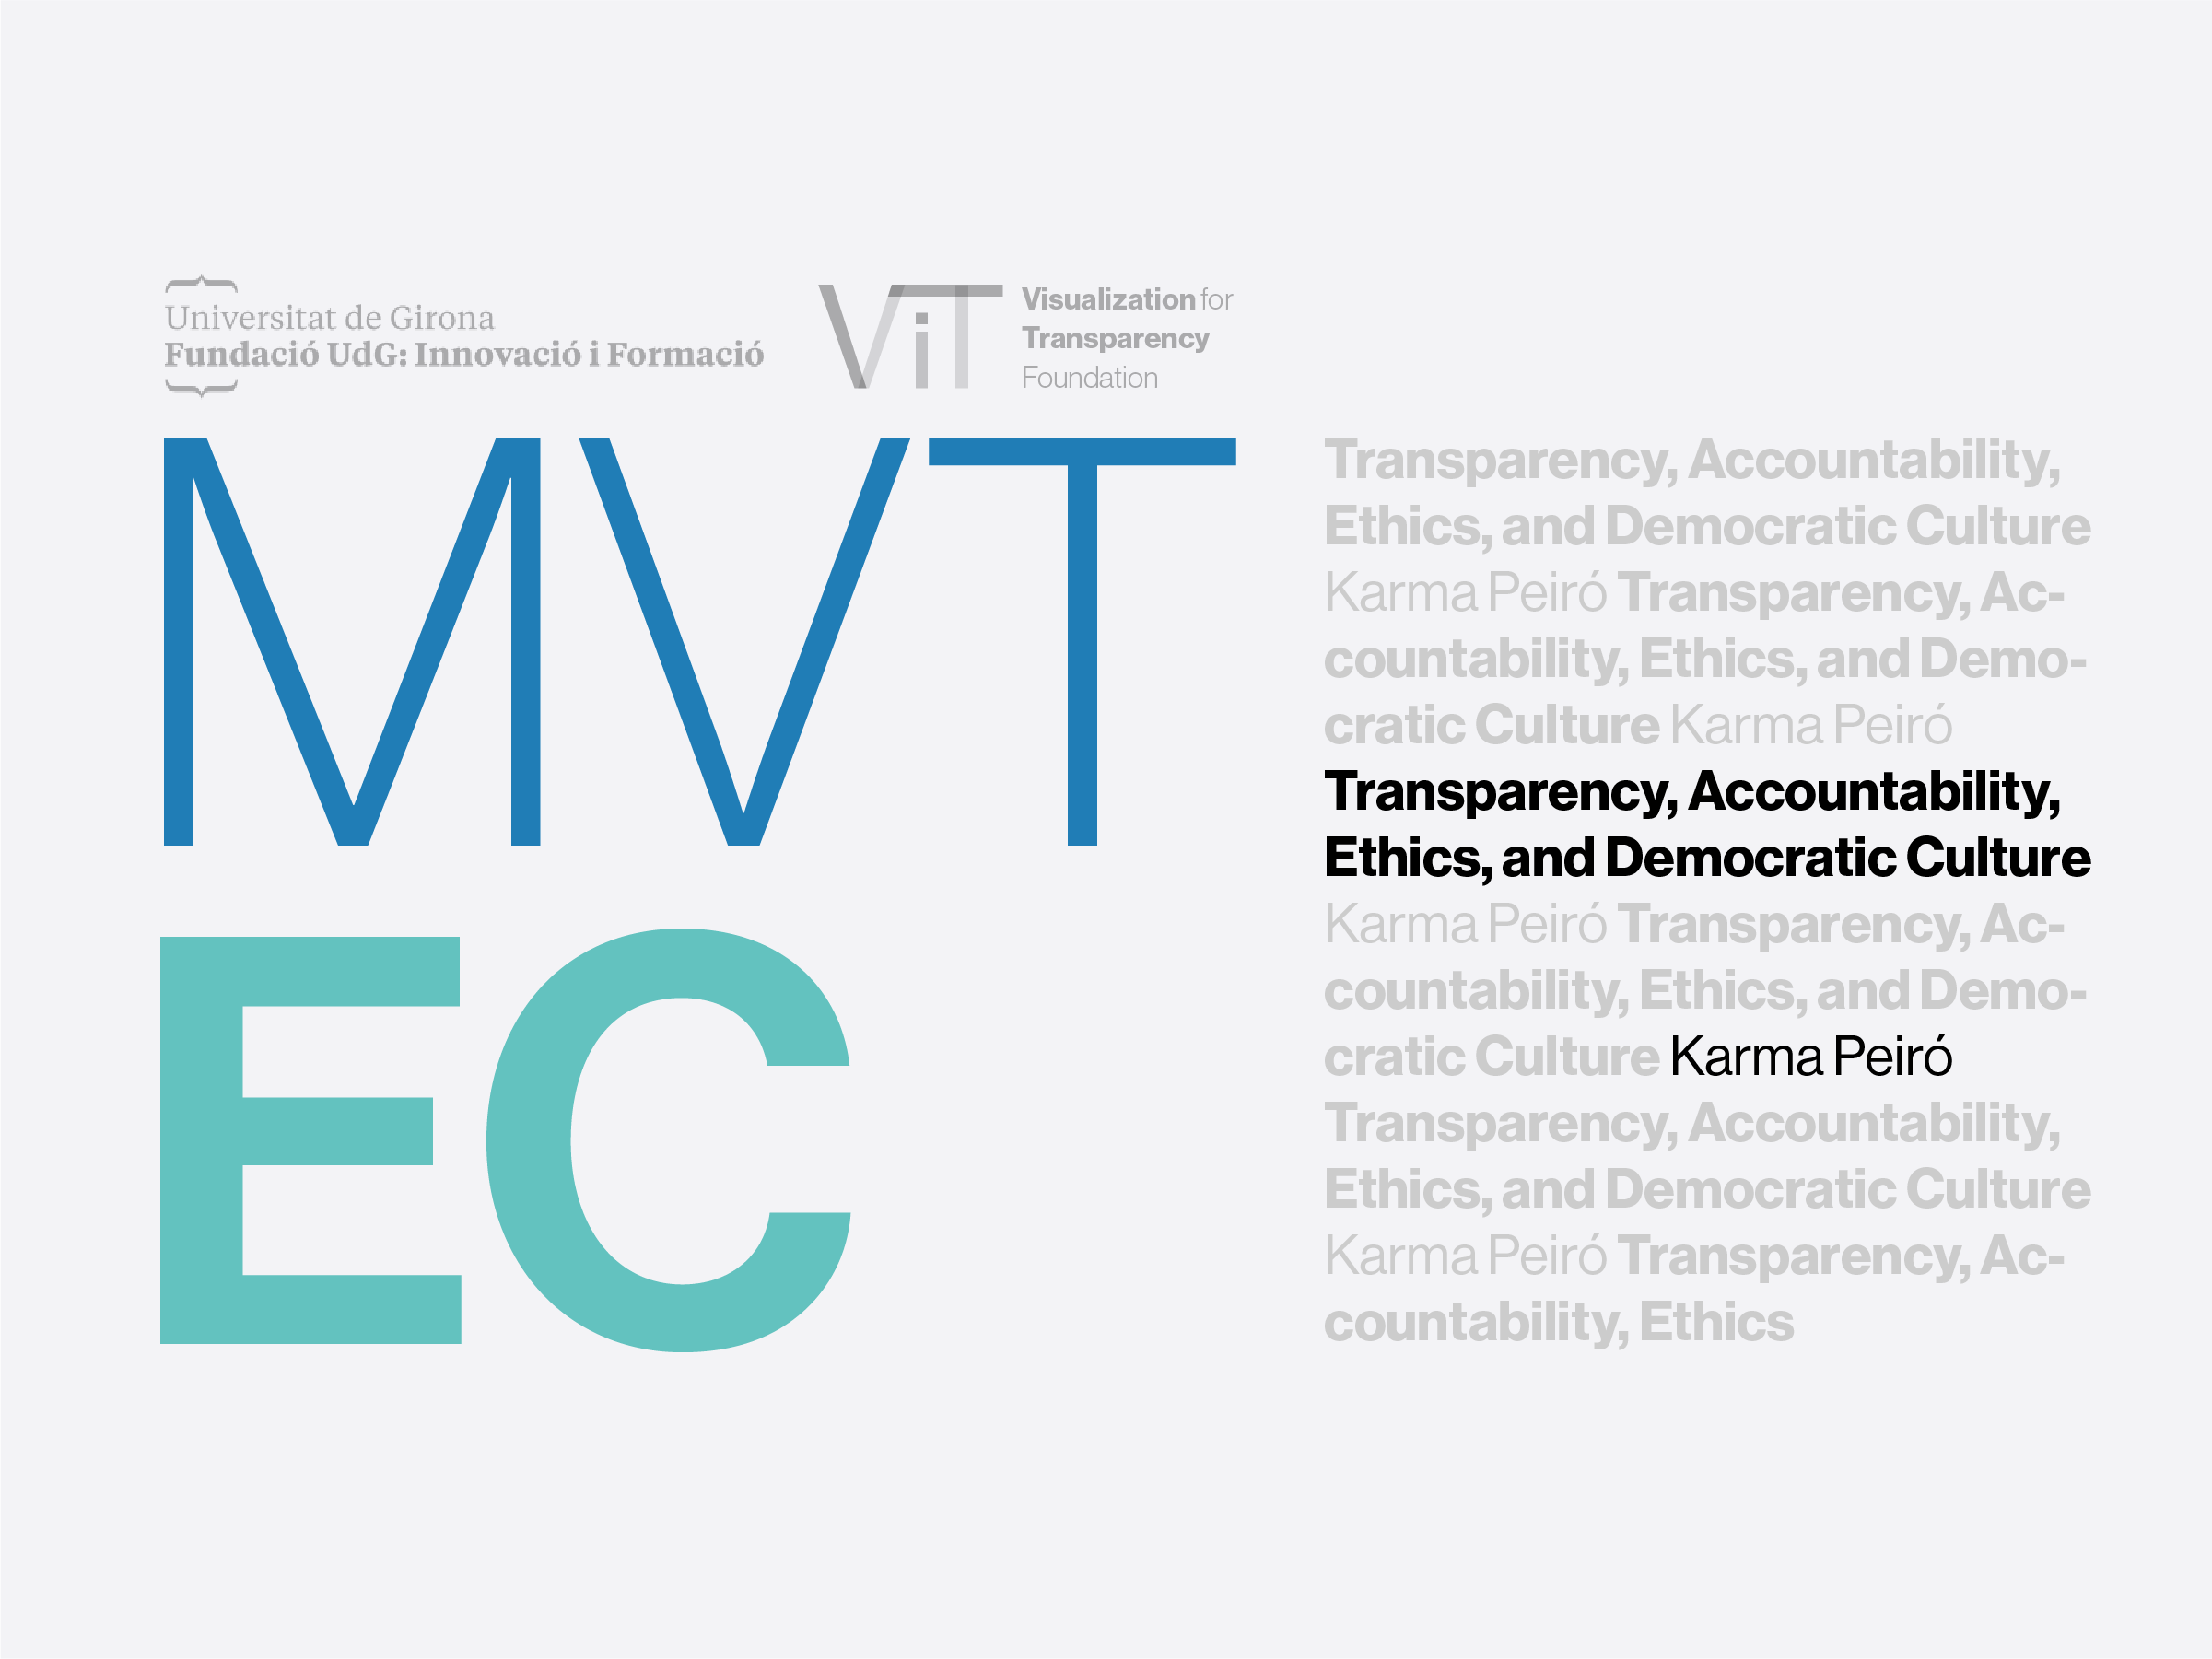 Universitat de Girona
Fundació UdG: Innovació i Formació
ViT
Visualization for
Transparency
Foundation
MVT
EC
Transparency, Accountability,
Ethics, and Democratic Culture
Karma Peiró Transparency, Ac-
countability, Ethics, and Demo-
cratic Culture Karma Peiró
Transparency, Accountability,
Ethics, and Democratic Culture
Karma Peiró Transparency, Ac-
countability, Ethics, and Demo-
cratic Culture Karma Peiró
Transparency, Accountability,
Ethics, and Democratic Culture
Karma Peiró Transparency, Ac-
countability, Ethics